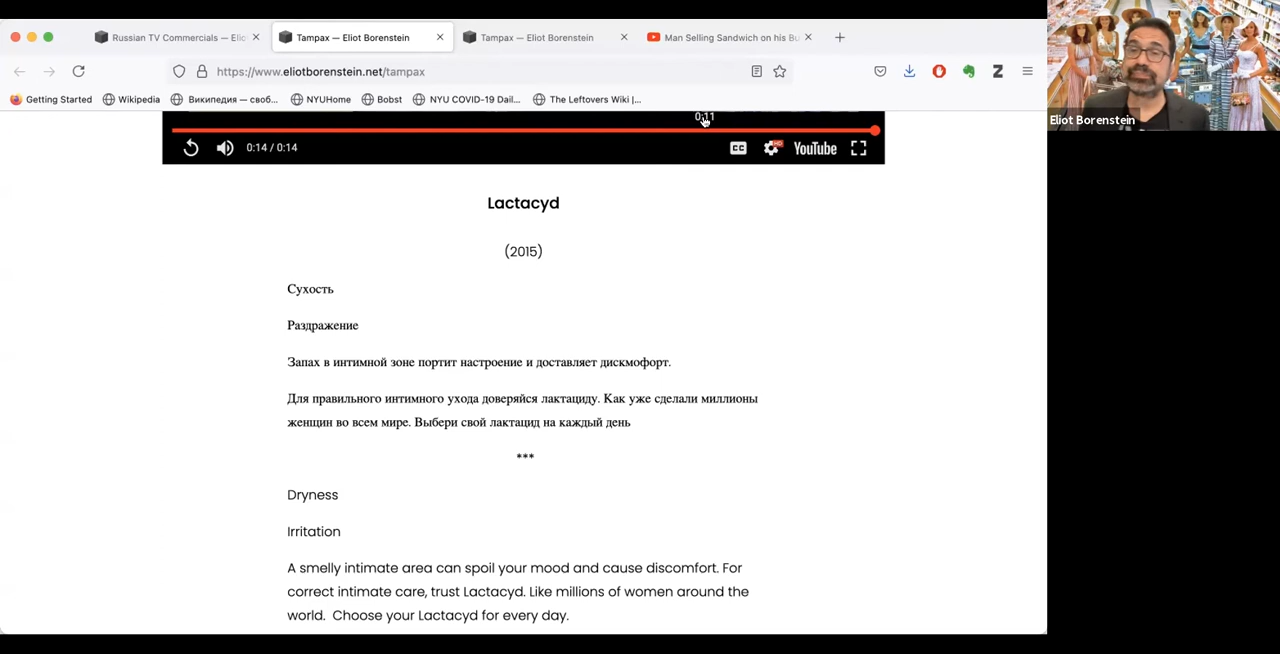 Russian TV Commercials — Elio
Tampax — Eliot Borenstein
Tampax — Eliot Borenstein
Man Selling Sandwich on his Bu
https://www.eliotborenstein.net/tampax
Getting Started
Wikipedia
Википедия — своб...
NYUHome
Bobst
NYU COVID-19 Dail...
The Leftovers Wiki |...
Eliot Borenstein
0:11
0:14 / 0:14
CC
HD
YouTube
Lactacyd
(2015)
Сухость
Раздражение
Запах в интимной зоне портит настроение и доставляет дискмофорт.
Для правильного интимного ухода доверяйся лактациду. Как уже сделали миллионы
женщин во всем мире. Выбери свой лактацид на каждый день
***
Dryness
Irritation
A smelly intimate area can spoil your mood and cause discomfort. For
correct intimate care, trust Lactacyd. Like millions of women around the
world. Choose your Lactacyd for every day.